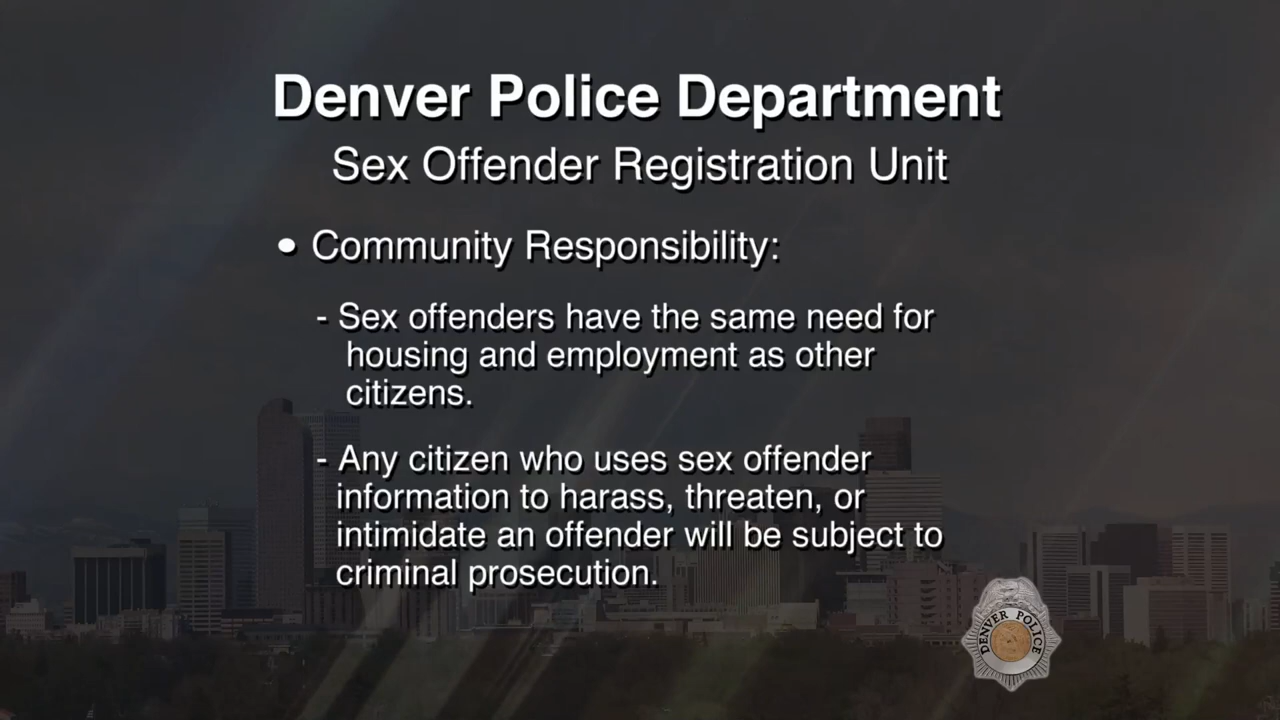 Denver Police Department
Sex Offender Registration Unit
• Community Responsibility:
- Sex offenders have the same need for
housing and employment as other
citizens.
- Any citizen who uses sex offender
information to harass, threaten, or
intimidate an offender will be subject to
criminal prosecution.
DENVER POLICE